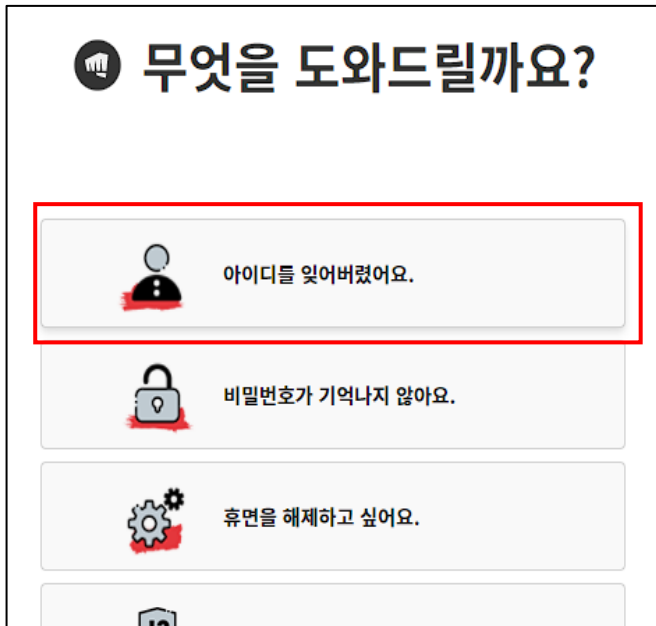 무엇을 도와드릴까요?
아이디를 잊어버렸어요.
비밀번호가 기억나지 않아요.
휴면을 해제하고 싶어요.